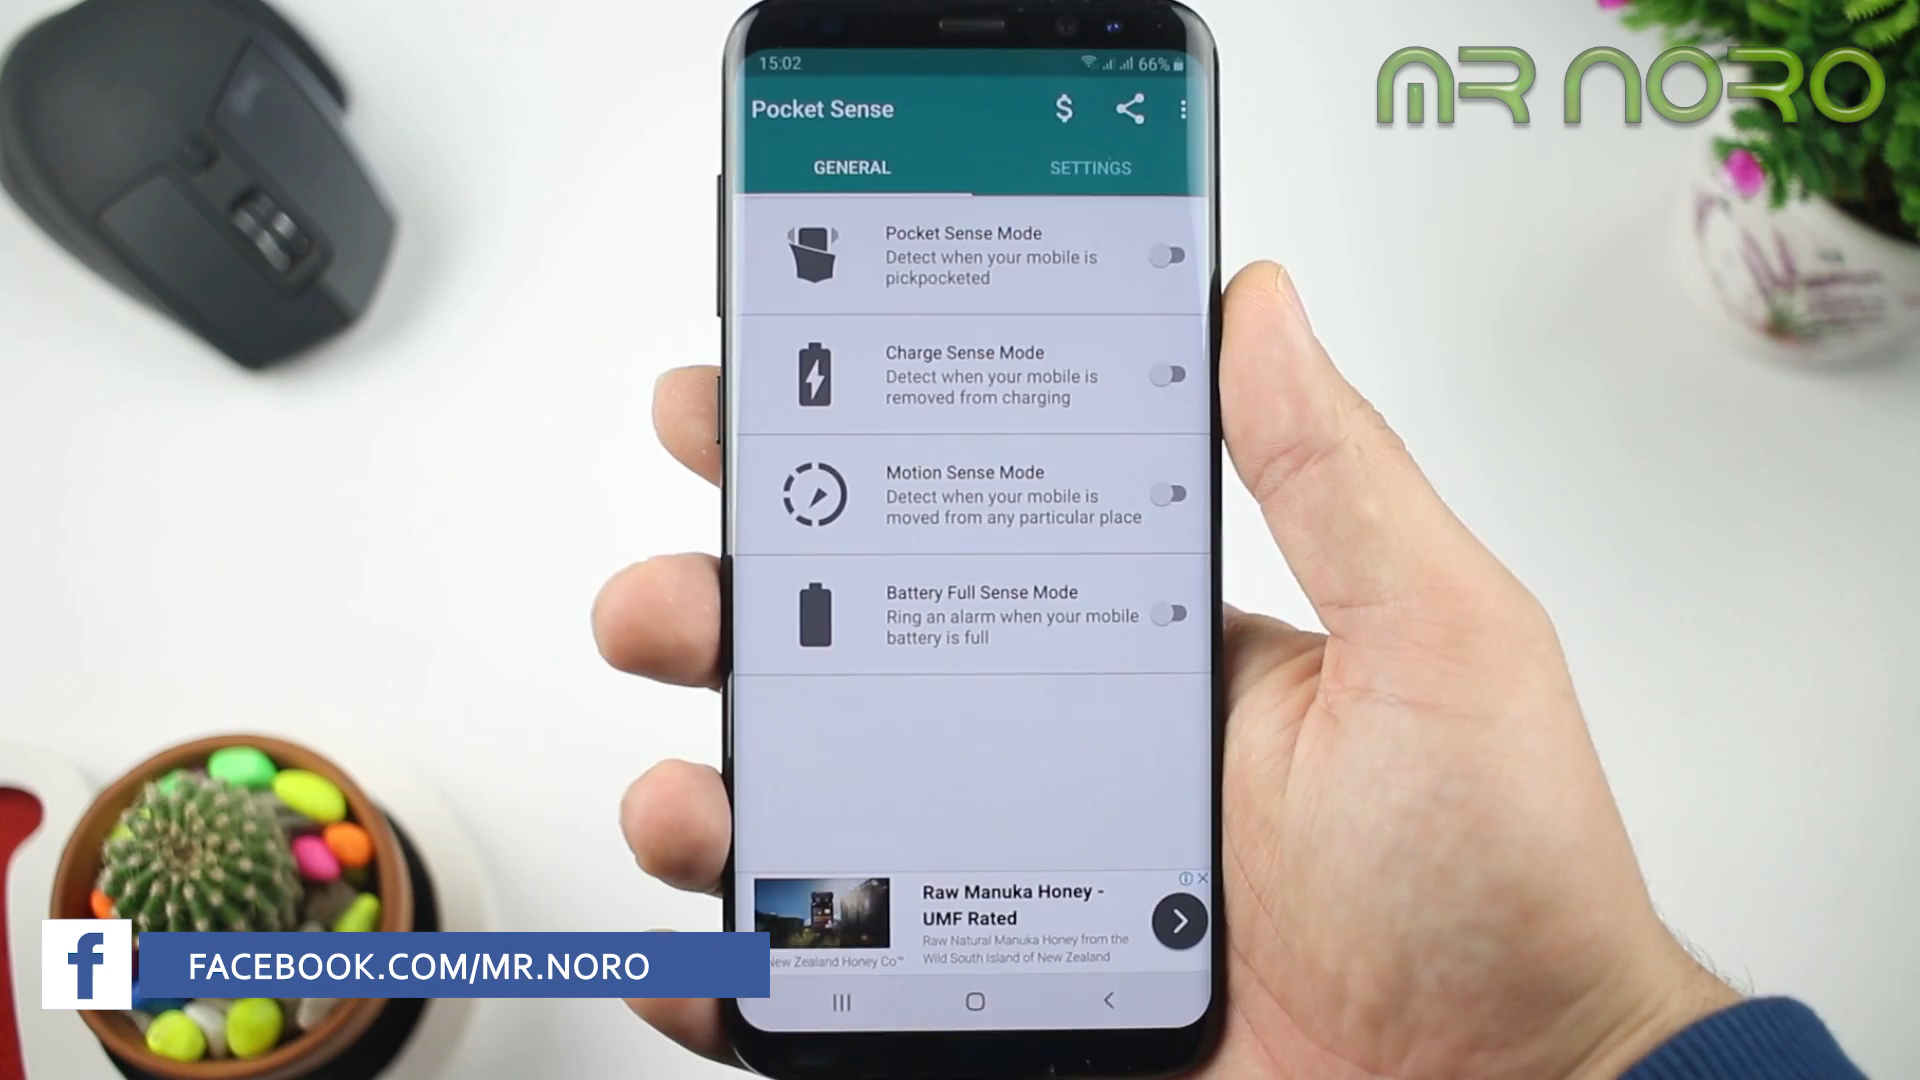 MR NORO
15:02
66%
Pocket Sense
GENERAL
SETTINGS
Pocket Sense Mode
Detect when your mobile is
pickpocketed
Charge Sense Mode
Detect when your mobile is
removed from charging
Motion Sense Mode
Detect when your mobile is
moved from any particular place
Battery Full Sense Mode
Ring an alarm when your mobile
battery is full
Raw Manuka Honey -
UMF Rated
Raw Natural Manuka Honey from the
Wild South Island of New Zealand
New Zealand Honey Co™
f FACEBOOK.COM/MR.NORO